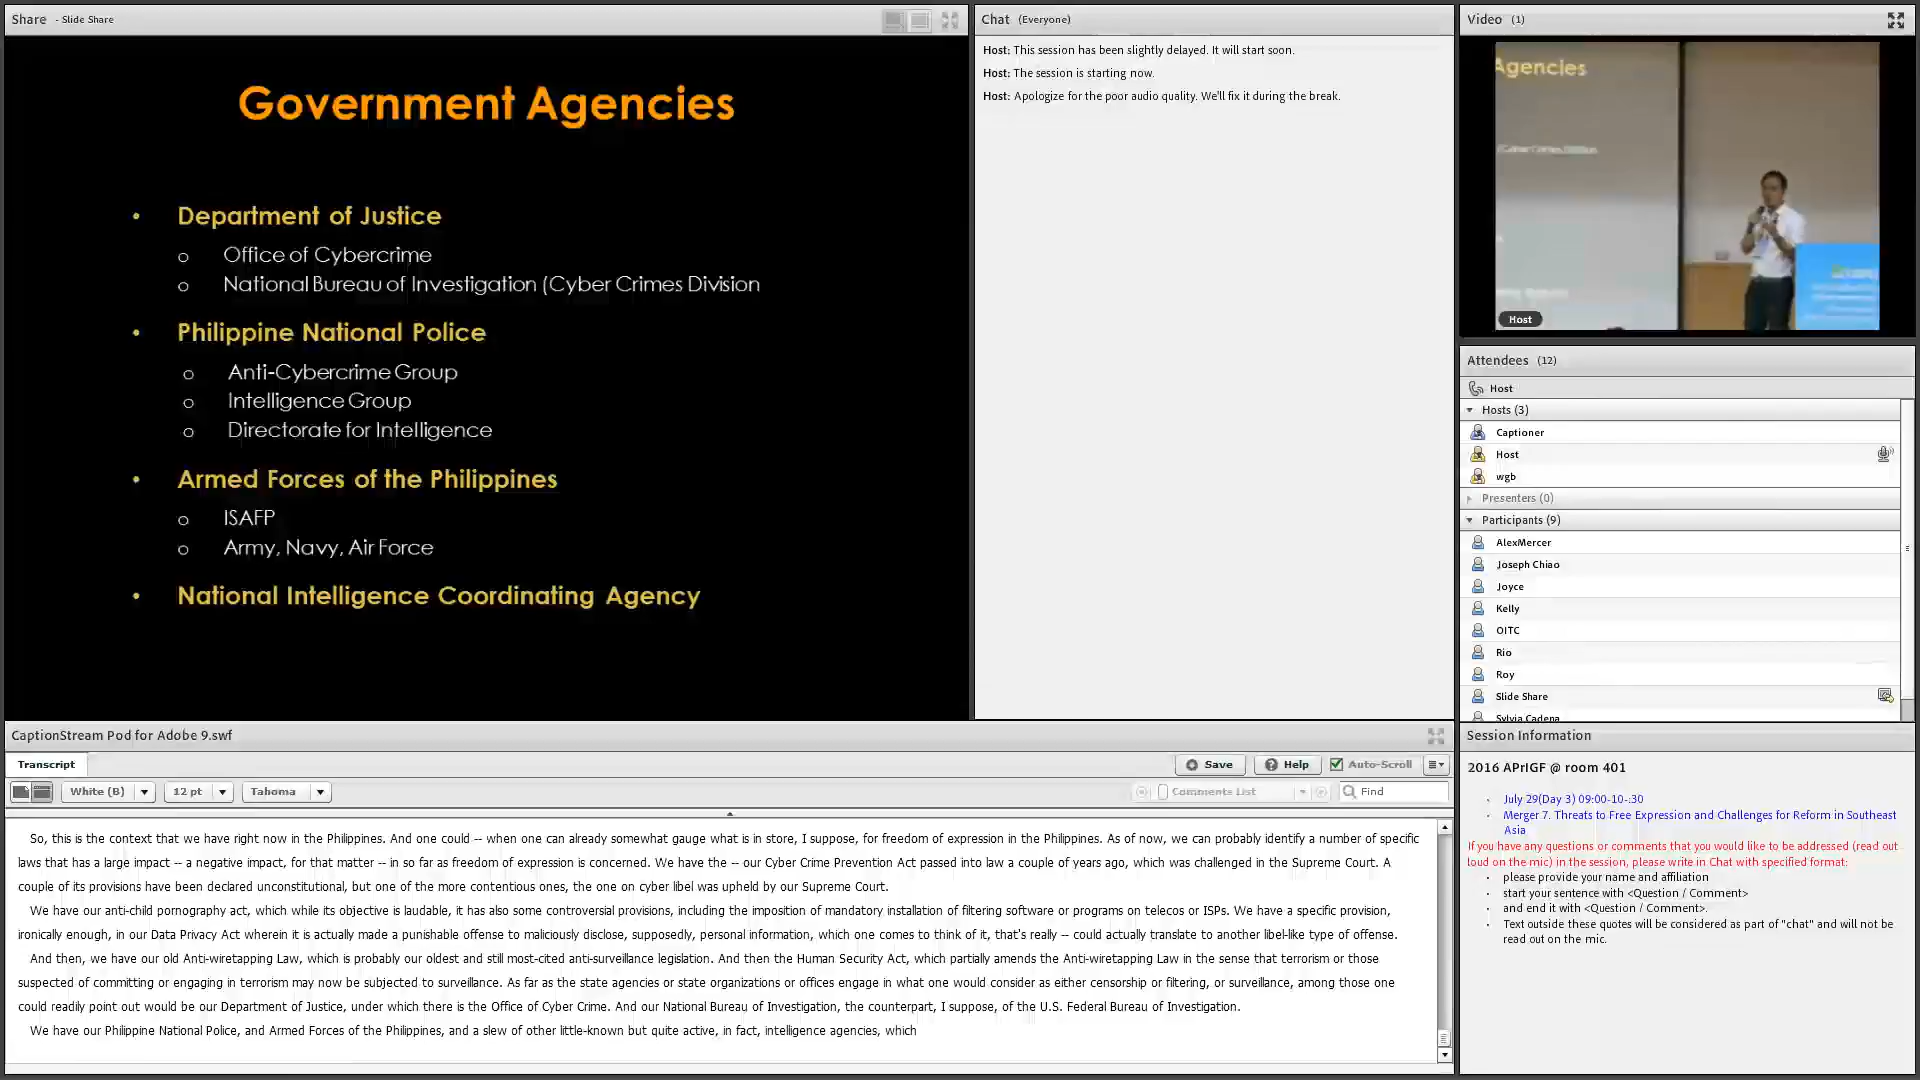 Share - Slide Share
Government Agencies
• Department of Justice
o Office of Cybercrime
o National Bureau of Investigation (Cyber Crimes Division
• Philippine National Police
o Anti-Cybercrime Group
o Intelligence Group
o Directorate for Intelligence
• Armed Forces of the Philippines
o ISAFP
o Army, Navy, Air Force
• National Intelligence Coordinating Agency
Chat (Everyone)
Host: This session has been slightly delayed. It will start soon.
Host: The session is starting now.
Host: Apologize for the poor audio quality. We'll fix it during the break.
Video (1)
Agencies
Host
Attendees (12)
Host
Hosts (3)
Captioner
Host
wgb
Presenters (0)
Participants (9)
AlexMercer
Joseph Chiao
Joyce
Kelly
OITC
Rio
Roy
Slide Share
Sylvia Cadena
CaptionStream Pod for Adobe 9.swf
Transcript
Save
Help
Auto-Scroll
White (B)
12 pt
Tahoma
Comments List
Find
So, this is the context that we have right now in the Philippines. And one could -- when one can already somewhat gauge what is in store, I suppose, for freedom of expression in the Philippines. As of now, we can probably identify a number of specific
laws that has a large impact -- a negative impact, for that matter -- in so far as freedom of expression is concerned. We have the -- our Cyber Crime Prevention Act passed into law a couple of years ago, which was challenged in the Supreme Court. A
couple of its provisions have been declared unconstitutional, but one of the more contentious ones, the one on cyber libel was upheld by our Supreme Court.
We have our anti-child pornography act, which while its objective is laudable, it has also some controversial provisions, including the imposition of mandatory installation of filtering software or programs on telecos or ISPs. We have a specific provision,
ironically enough, in our Data Privacy Act wherein it is actually made a punishable offense to maliciously disclose, supposedly, personal information, which one comes to think of it, that's really -- could actually translate to another libel-like type of offense.
And then, we have our old Anti-wiretapping Law, which is probably our oldest and still most-cited anti-surveillance legislation. And then the Human Security Act, which partially amends the Anti-wiretapping Law in the sense that terrorism or those
suspected of committing or engaging in terrorism may now be subjected to surveillance. As far as the state agencies or state organizations or offices engage in what one would consider as either censorship or filtering, or surveillance, among those one
could readily point out would be our Department of Justice, under which there is the Office of Cyber Crime. And our National Bureau of Investigation, the counterpart, I suppose, of the U.S. Federal Bureau of Investigation.
We have our Philippine National Police, and Armed Forces of the Philippines, and a slew of other little-known but quite active, in fact, intelligence agencies, which
Session Information
2016 APrIGF @ room 401
• July 29(Day 3) 09:00-10-:30
• Merger 7. Threats to Free Expression and Challenges for Reform in Southeast
Asia
If you have any questions or comments that you would like to be addressed (read out
loud on the mic) in the session, please write in Chat with specified format:
• please provide your name and affiliation
• start your sentence with <Question / Comment>
• and end it with <Question / Comment>.
• Text outside these quotes will be considered as part of "chat" and will not be
read out on the mic.